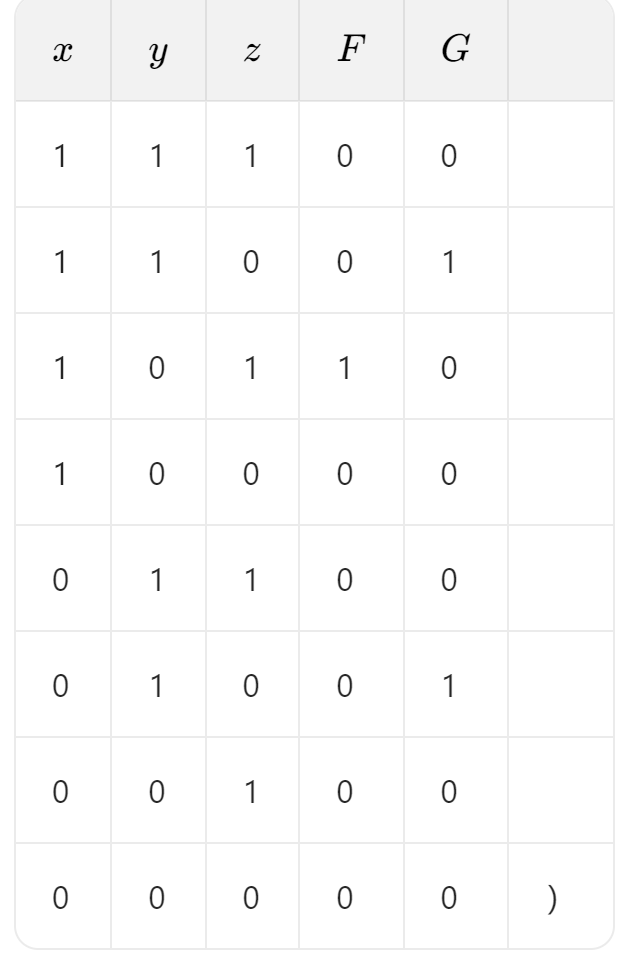 x y z F G
1 1 1 0 0
1 1 0 0 1
1 0 1 1 0
1 0 0 0 0
0 1 1 0 0
0 1 0 0 1
0 0 1 0 0
0 0 0 0 0 )